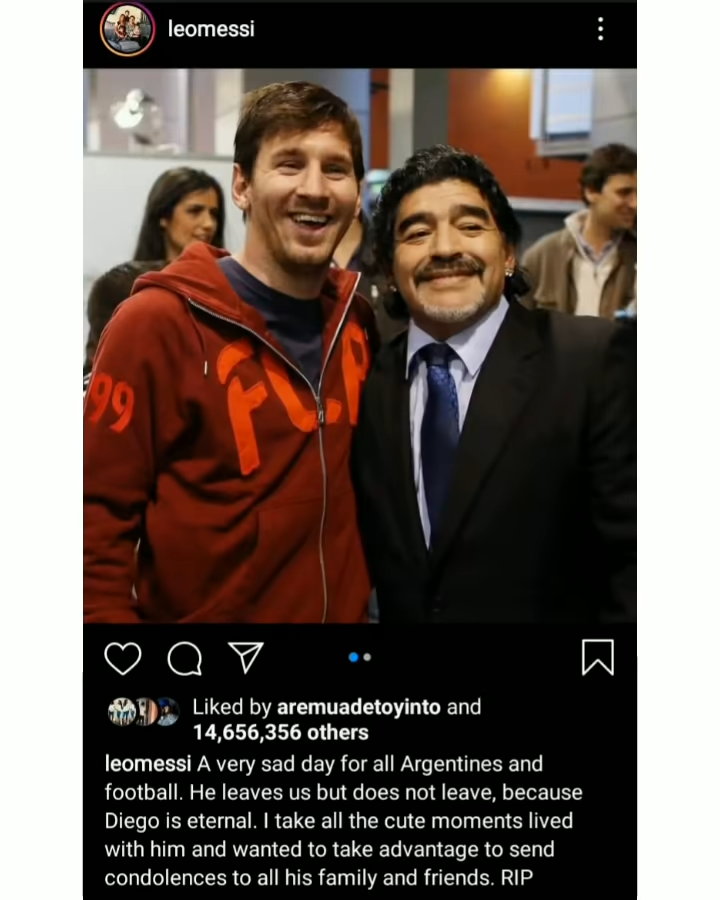 leomessi
99
FCB
Liked by aremuadetoyinto and
14,656,356 others
leomessi A very sad day for all Argentines and
football. He leaves us but does not leave, because
Diego is eternal. I take all the cute moments lived
with him and wanted to take advantage to send
condolences to all his family and friends. RIP